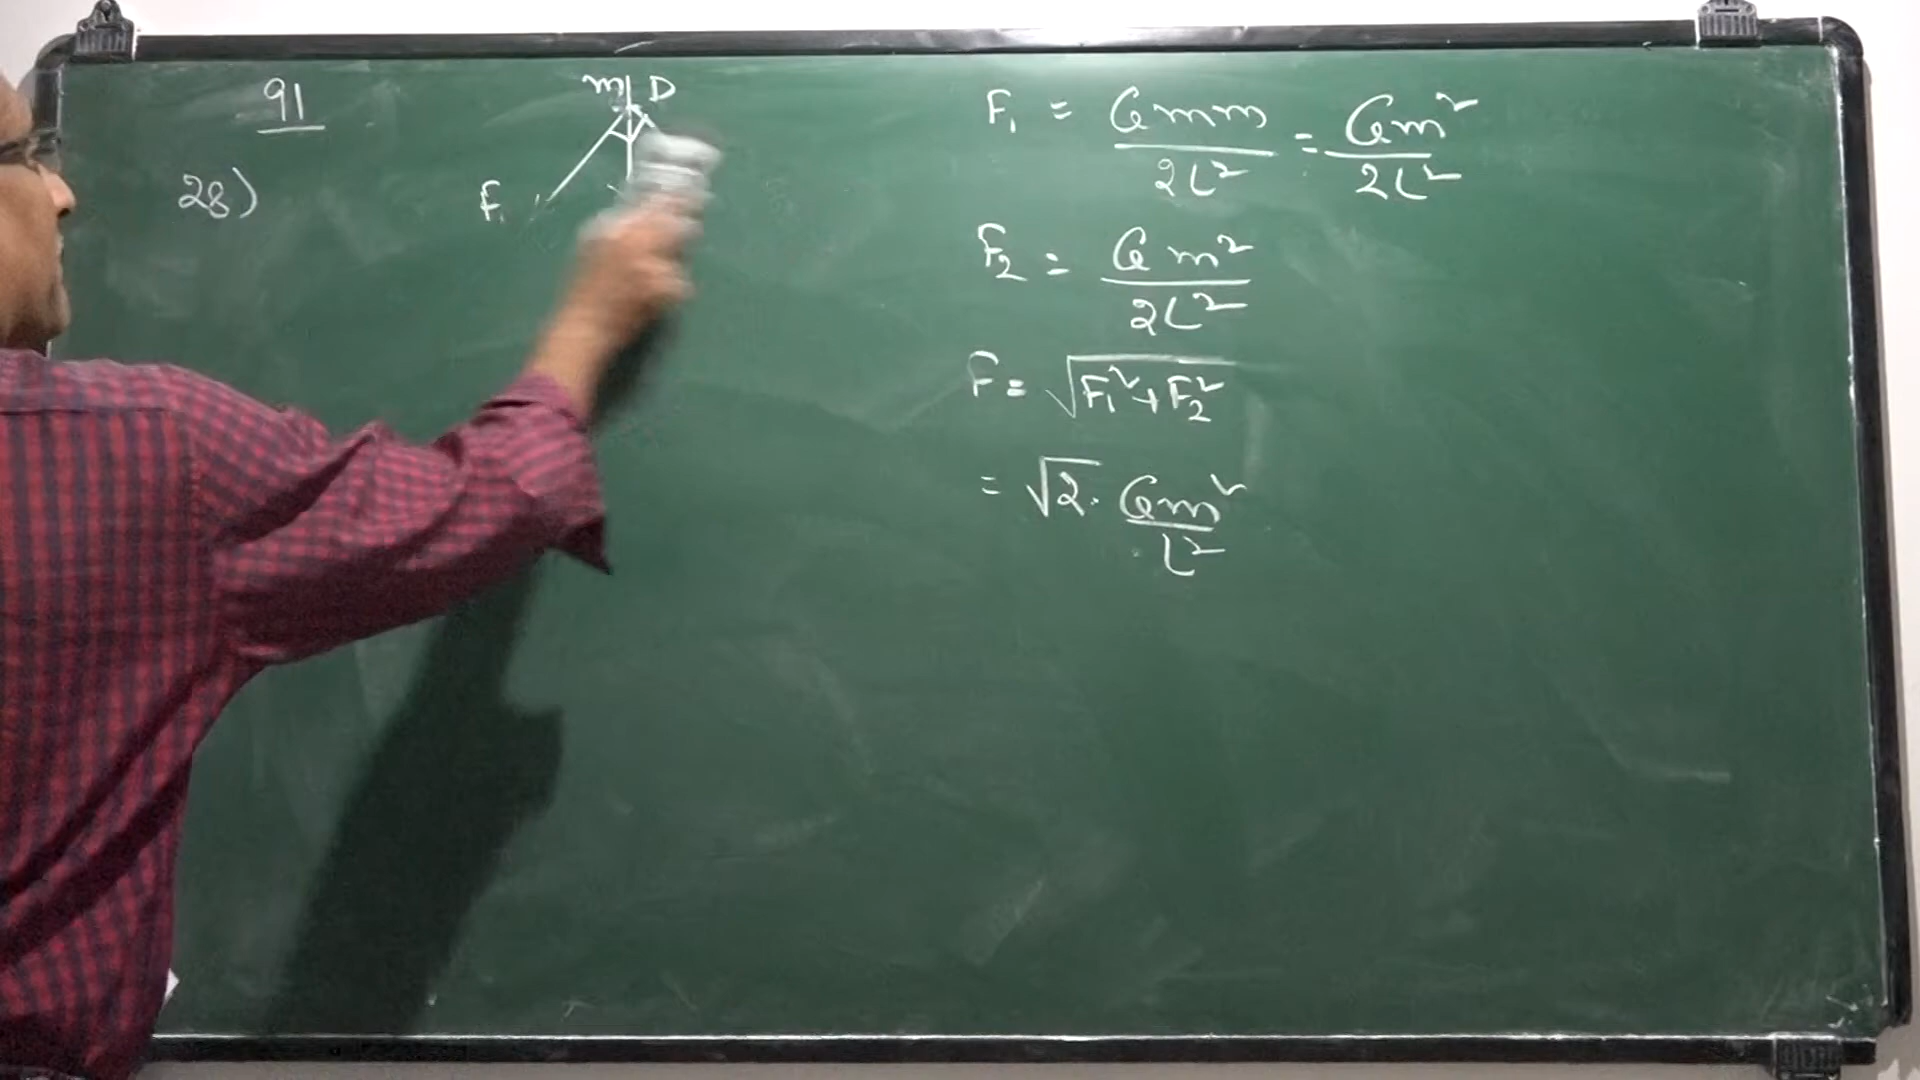 91
28)
m D
F₁
F₁ = Gmm / 2L² = Gm² / 2L²
F₂ = Gm² / 2L²
F = √(F₁² + F₂²)
= √2 . Gm² / L²